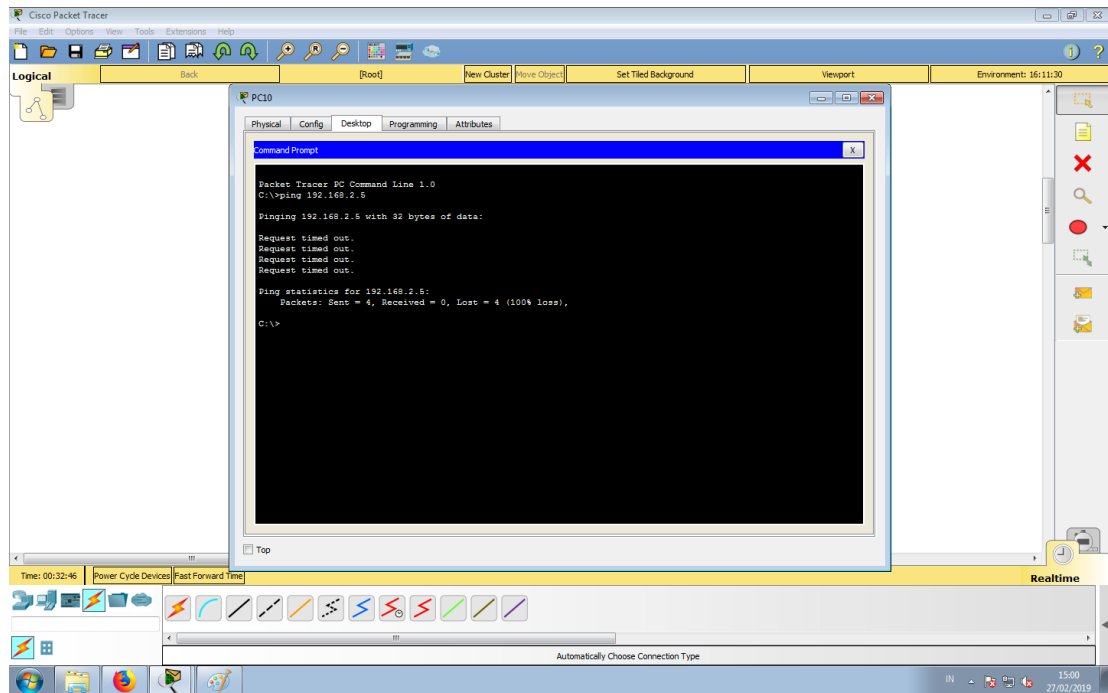 Cisco Packet Tracer
File Edit Options View Tools Extensions Help
Logical Back [Root] New Cluster Move Object Set Tiled Background Viewport Environment: 16:11:30
PC10
Physical Config Desktop Programming Attributes
Command Prompt X
Packet Tracer PC Command Line 1.0
C:\>ping 192.168.2.5
Pinging 192.168.2.5 with 32 bytes of data:
Request timed out.
Request timed out.
Request timed out.
Request timed out.
Ping statistics for 192.168.2.5:
Packets: Sent = 4, Received = 0, Lost = 4 (100% loss),
C:\>
Top
Time: 00:32:46 Power Cycle Devices Fast Forward Time Realtime
Automatically Choose Connection Type
IN 15:00
27/02/2019